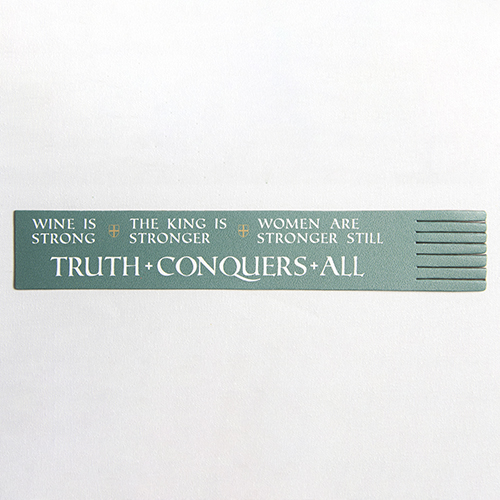 WINE IS THE KING IS WOMEN ARE
STRONG + STRONGER + STRONGER STILL
TRUTH + CONQUERS + ALL